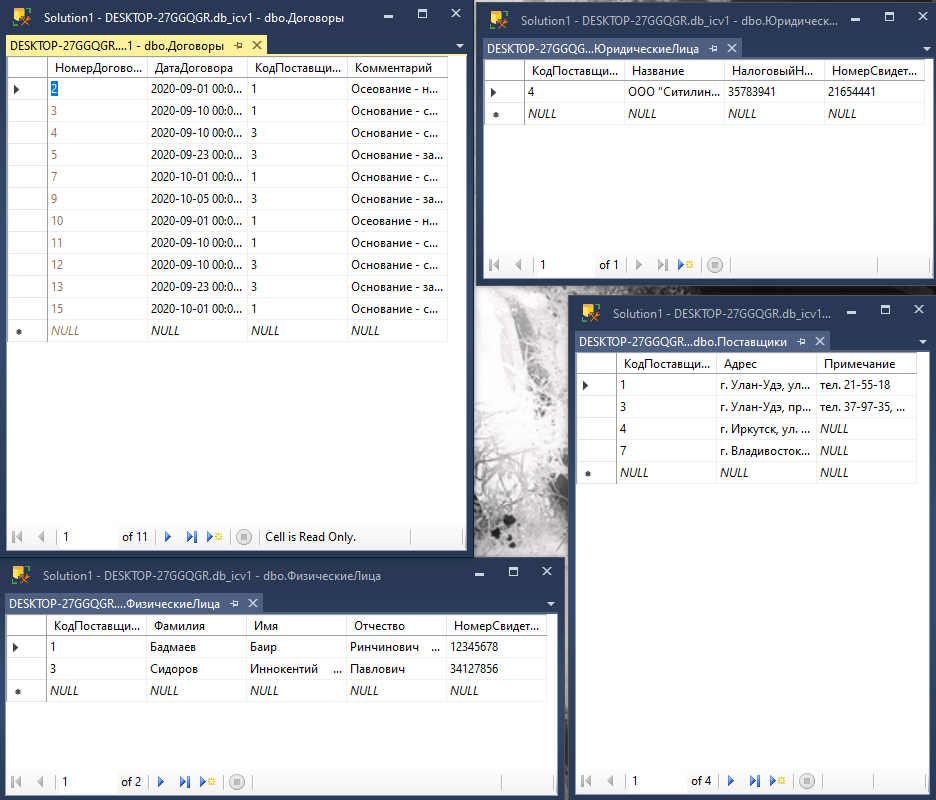 Solution1 - DESKTOP-27GGQGR.db_icv1 - dbo.Договоры
DESKTOP-27GGQGR....1 - dbo.Договоры
НомерДогово... ДатаДоговора КодПоставщи... Комментарий
2 2020-09-01 00:0... 1 Осеование - н...
3 2020-09-10 00:0... 1 Основание - с...
4 2020-09-10 00:0... 3 Основание - с...
5 2020-09-23 00:0... 3 Основание - за...
7 2020-10-01 00:0... 1 Основание - с...
9 2020-10-05 00:0... 3 Основание - за...
10 2020-09-01 00:0... 1 Осеование - н...
11 2020-09-10 00:0... 1 Основание - с...
12 2020-09-10 00:0... 3 Основание - с...
13 2020-09-23 00:0... 3 Основание - за...
15 2020-10-01 00:0... 1 Основание - с...
NULL NULL NULL NULL
1 of 11 Cell is Read Only.
Solution1 - DESKTOP-27GGQGR.db_icv1 - dbo.Юридическ...
DESKTOP-27GGQG...ЮридическиеЛица
КодПоставщи... Название НалоговыйН... НомерСвидет...
4 ООО "Ситилин... 35783941 21654441
NULL NULL NULL NULL
1 of 1
Solution1 - DESKTOP-27GGQGR.db_icv1...
DESKTOP-27GGQGR...dbo.Поставщики
КодПоставщи... Адрес Примечание
1 г. Улан-Удэ, ул... тел. 21-55-18
3 г. Улан-Удэ, пр... тел. 37-97-35, ...
4 г. Иркутск, ул. ... NULL
7 г. Владивосток... NULL
NULL NULL NULL
1 of 4
Solution1 - DESKTOP-27GGQGR.db_icv1 - dbo.ФизическиеЛица
DESKTOP-27GGQGR....ФизическиеЛица
КодПоставщи... Фамилия Имя Отчество НомерСвидет...
1 Бадмаев Баир Ринчинович ... 12345678
3 Сидоров Иннокентий ... Павлович 34127856
NULL NULL NULL NULL NULL
1 of 2